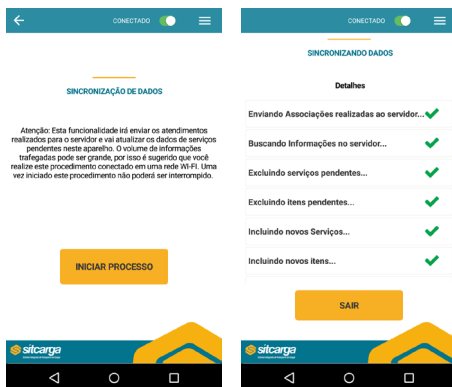 CONECTADO
SINCRONIZAÇÃO DE DADOS
Atenção: Esta funcionalidade irá enviar os atendimentos
realizados para o servidor e vai atualizar os dados de serviços
pendentes neste aparelho. O volume de informações
trafegadas pode ser grande, por isso é sugerido que você
realize este procedimento conectado em uma rede WI-FI. Uma
vez iniciado este procedimento não poderá ser interrompido.
INICIAR PROCESSO
sitcarga
CONECTADO
SINCRONIZANDO DADOS
Detalhes
Enviando Associações realizadas ao servidor...
Buscando Informações no servidor...
Excluindo serviços pendentes...
Excluindo itens pendentes...
Incluindo novos Serviços...
Incluindo novos itens...
SAIR
sitcarga